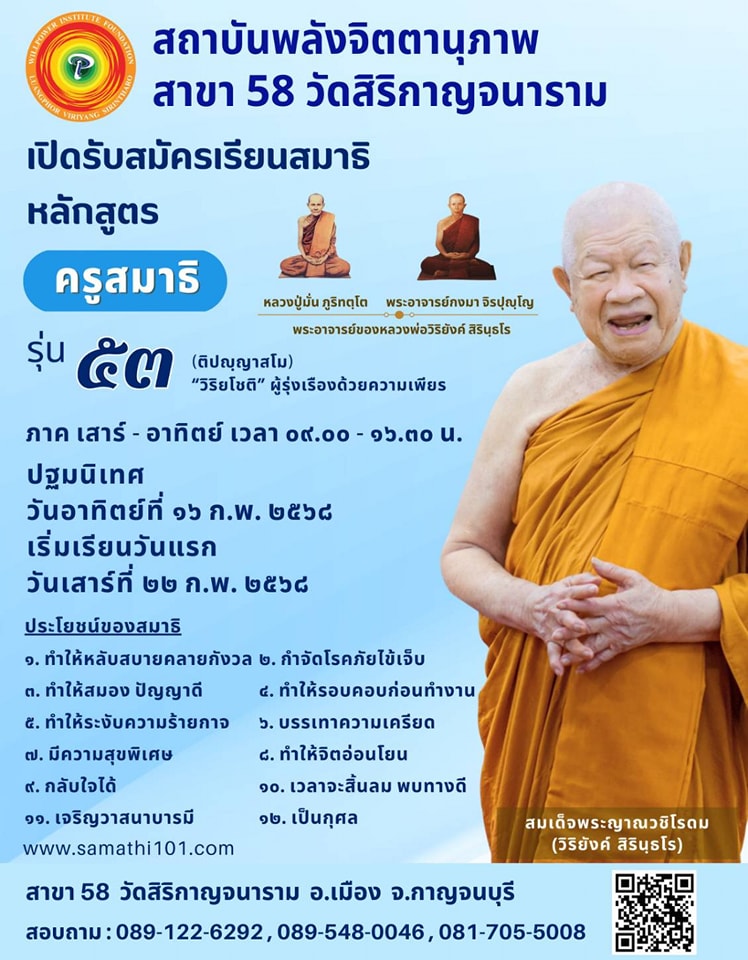 WILLPOWER INSTITUTE FOUNDATION
LUANGPHOR VIRIYANG SIRINTHARO
สถาบันพลังจิตตานุภาพ
สาขา 58 วัดสิริกาญจนาราม
เปิดรับสมัครเรียนสมาธิ
หลักสูตร
ครูสมาธิ
หลวงปู่มั่น ภูริทตฺโต
พระอาจารย์กงมา จิรปุญฺโญ
พระอาจารย์ของหลวงพ่อวิริยังค์ สิรินฺธโร
รุ่น ๕๓
(ติปญฺญาสโม)
“วิริยโชติ” ผู้รุ่งเรืองด้วยความเพียร
ภาค เสาร์ - อาทิตย์ เวลา ๐๙.๐๐ - ๑๖.๓๐ น.
ปฐมนิเทศ
วันอาทิตย์ที่ ๑๖ ก.พ. ๒๕๖๘
เริ่มเรียนวันแรก
วันเสาร์ที่ ๒๒ ก.พ. ๒๕๖๘
ประโยชน์ของสมาธิ
๑. ทำให้หลับสบายคลายกังวล ๒. กำจัดโรคภัยไข้เจ็บ
๓. ทำให้สมอง ปัญญาดี ๔. ทำให้รอบคอบก่อนทำงาน
๕. ทำให้ระงับความร้ายกาจ ๖. บรรเทาความเครียด
๗. มีความสุขพิเศษ ๘. ทำให้จิตอ่อนโยน
๙. กลับใจได้ ๑๐. เวลาจะสิ้นลม พบทางดี
๑๑. เจริญวาสนาบารมี ๑๒. เป็นกุศล
สมเด็จพระญาณวชิโรดม
(วิริยังค์ สิรินฺธโร)
www.samathi101.com
สาขา 58 วัดสิริกาญจนาราม อ.เมือง จ.กาญจนบุรี
สอบถาม : 089-122-6292 , 089-548-0046 , 081-705-5008